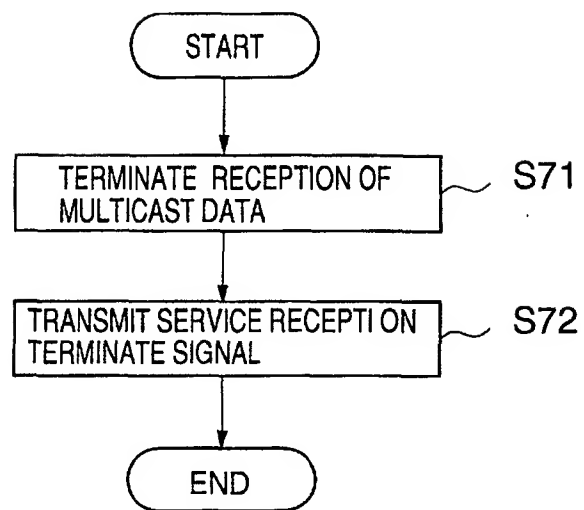 START
TERMINATE RECEPTION OF
MULTICAST DATA
S71
TRANSMIT SERVICE RECEPTI ON
TERMINATE SIGNAL
S72
END